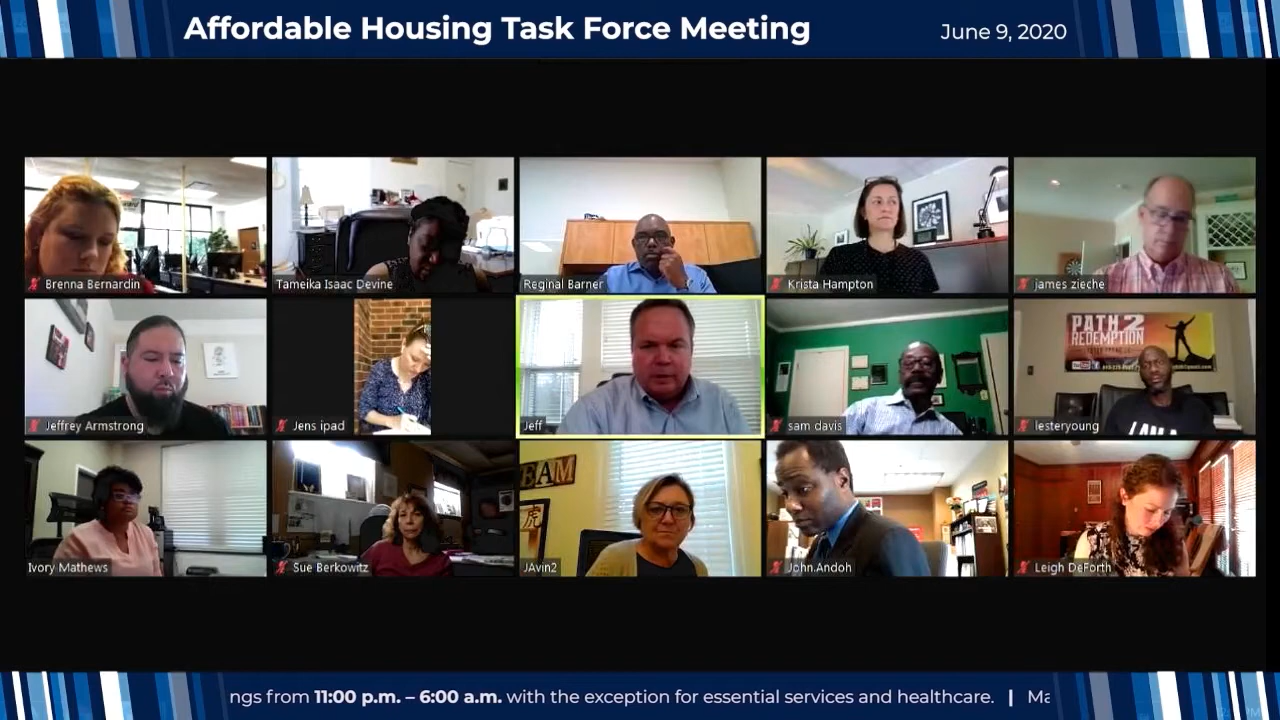 Affordable Housing Task Force Meeting
June 9, 2020
Brenna Bernardin
Tameika Isaac Devine
Reginal Barner
Krista Hampton
james zieche
Jeffrey Armstrong
Jens ipad
Jeff
sam davis
PATH 2
REDEMPTION
lesteryoung
Ivory Mathews
Sue Berkowitz
EAM
JAvin2
John.Andoh
Leigh DeForth
ngs from 11:00 p.m. – 6:00 a.m. with the exception for essential services and healthcare. | Ma